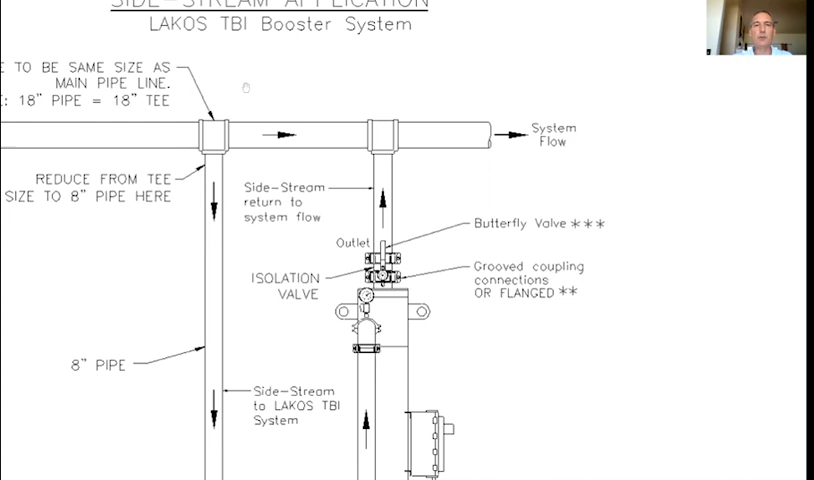 SIDE-STREAM APPLICATION
LAKOS TBI Booster System
E TO BE SAME SIZE AS
MAIN PIPE LINE.
: 18" PIPE = 18" TEE
System
Flow
REDUCE FROM TEE
SIZE TO 8" PIPE HERE
Side-Stream
return to
system flow
Butterfly Valve ***
Outlet
ISOLATION
VALVE
Grooved coupling
connections
OR FLANGED **
8" PIPE
Side-Stream
to LAKOS TBI
System